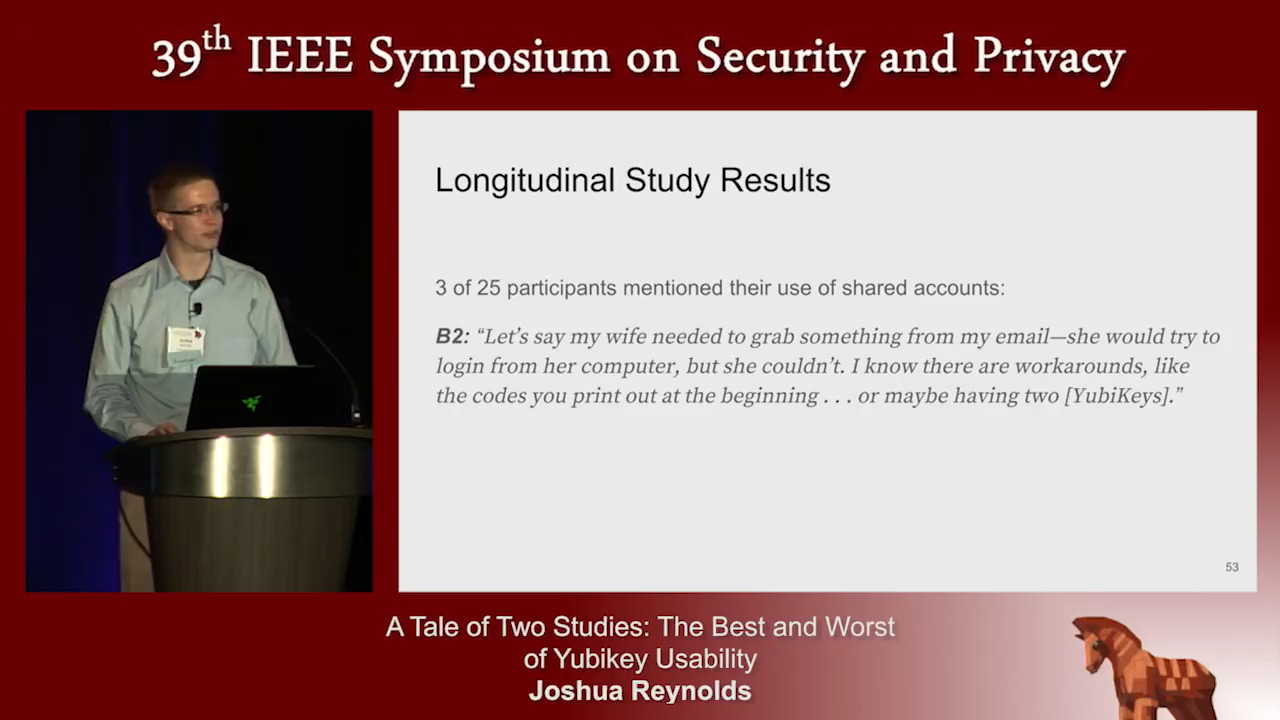 39th IEEE Symposium on Security and Privacy
Longitudinal Study Results
3 of 25 participants mentioned their use of shared accounts:
B2: “Let’s say my wife needed to grab something from my email—she would try to
login from her computer, but she couldn’t. I know there are workarounds, like
the codes you print out at the beginning . . . or maybe having two [YubiKeys].”
53
A Tale of Two Studies: The Best and Worst
of Yubikey Usability
Joshua Reynolds